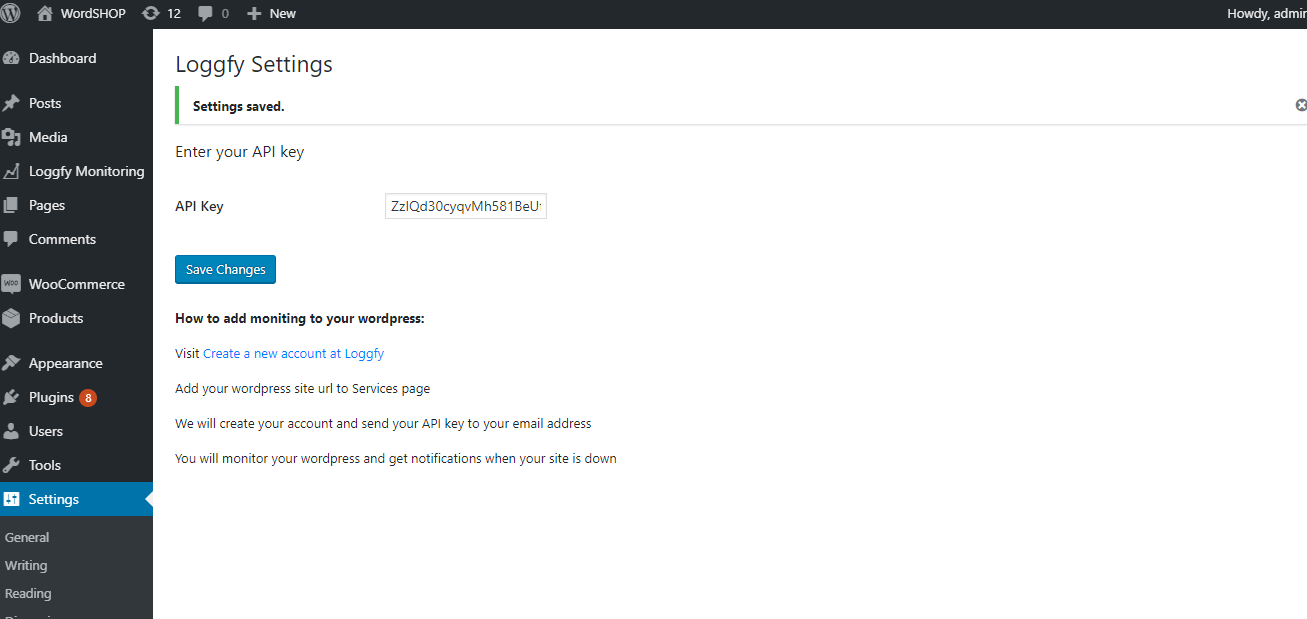 WordSHOP 12 0 New Howdy, admin
Dashboard
Posts
Media
Loggfy Monitoring
Pages
Comments
WooCommerce
Products
Appearance
Plugins 8
Users
Tools
Settings
General
Writing
Reading
Loggfy Settings
Settings saved.
Enter your API key
API Key
Save Changes
How to add moniting to your wordpress:
Visit Create a new account at Loggfy
Add your wordpress site url to Services page
We will create your account and send your API key to your email address
You will monitor your wordpress and get notifications when your site is down